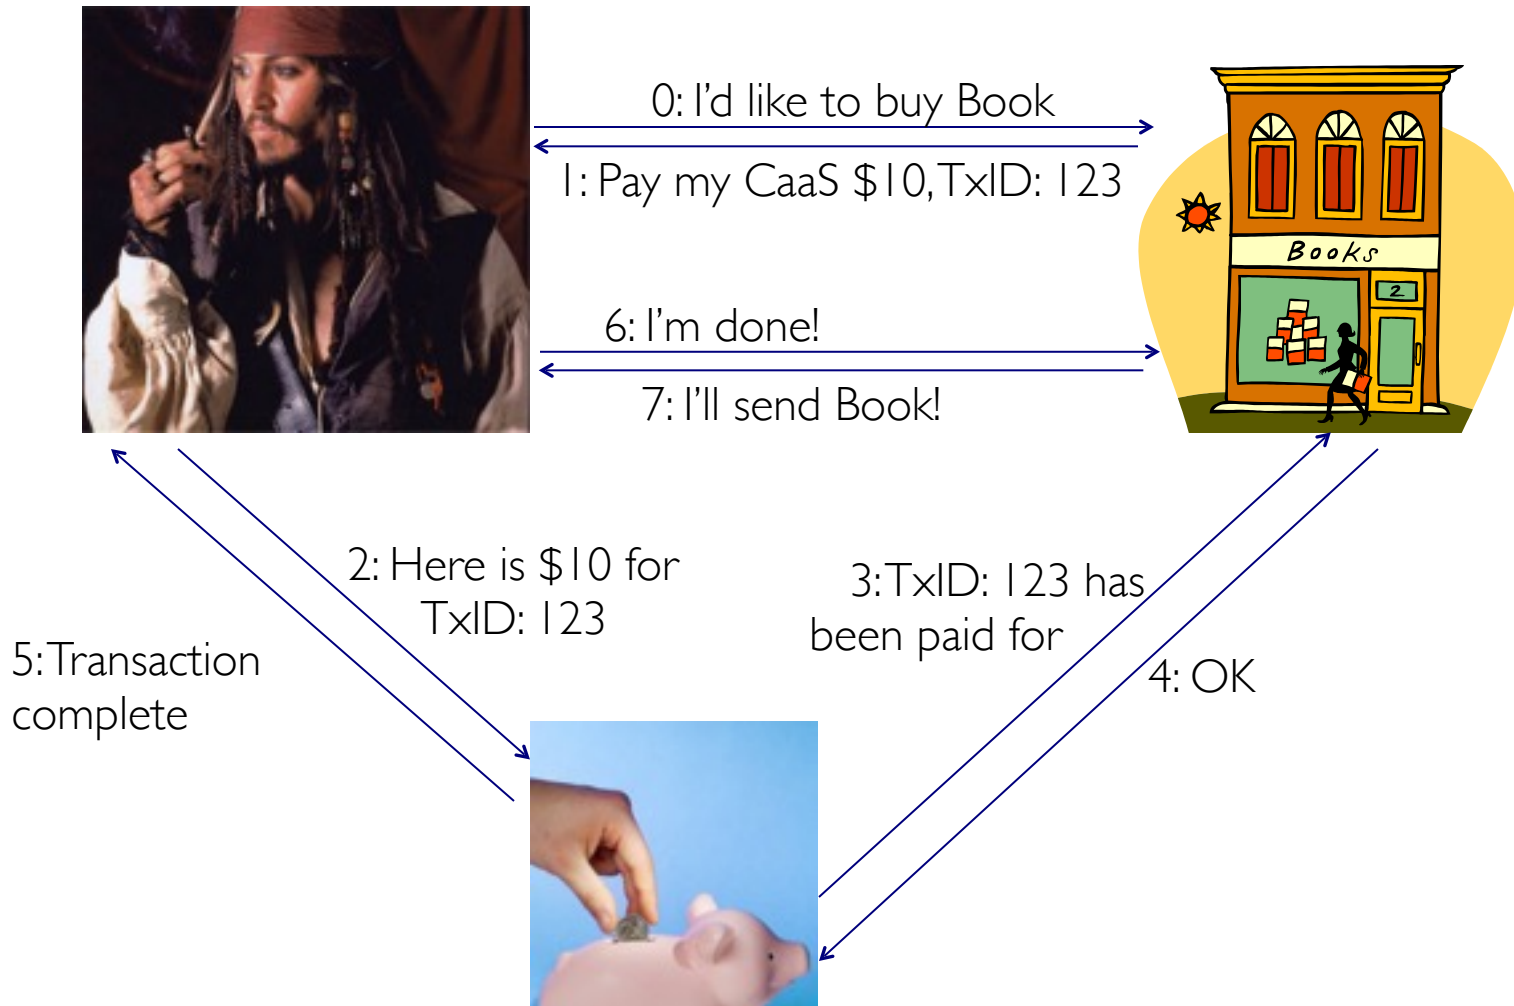 0: I'd like to buy Book
1: Pay my CaaS $10, TxID: 123
Books
2
6: I'm done!
7: I'll send Book!
2: Here is $10 for
TxID: 123
3: TxID: 123 has
been paid for
5: Transaction
complete
4: OK